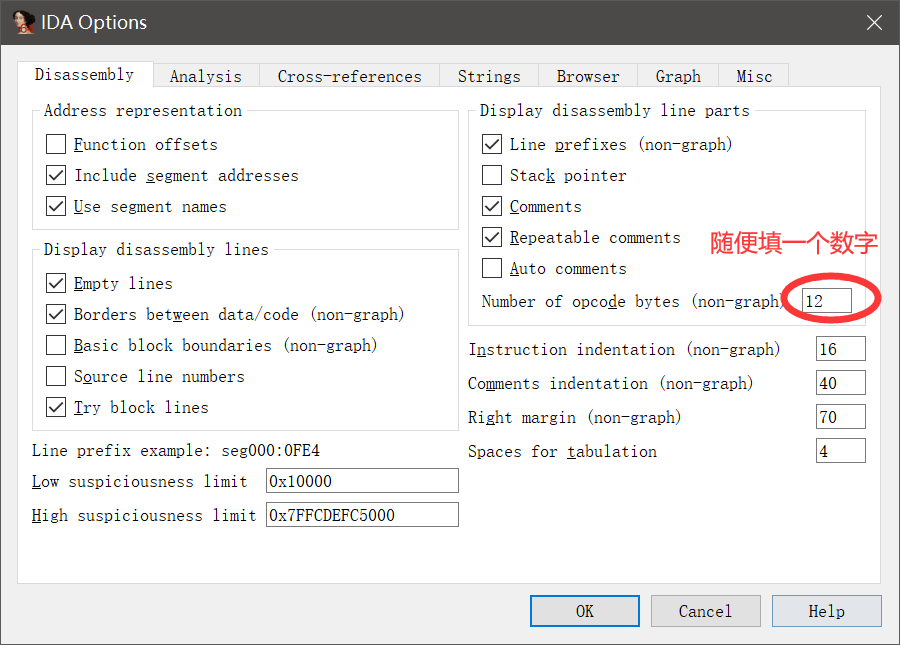 IDA Options
Disassembly Analysis Cross-references Strings Browser Graph Misc
Address representation
Function offsets
Include segment addresses
Use segment names
Display disassembly lines
Empty lines
Borders between data/code (non-graph)
Basic block boundaries (non-graph)
Source line numbers
Try block lines
Line prefix example: seg000:0FE4
Low suspiciousness limit 0x10000
High suspiciousness limit 0x7FFCDEFC5000
Display disassembly line parts
Line prefixes (non-graph)
Stack pointer
Comments
Repeatable comments
随便填一个数字
Auto comments
Number of opcode bytes (non-graph) 12
Instruction indentation (non-graph) 16
Comments indentation (non-graph) 40
Right margin (non-graph) 70
Spaces for tabulation 4
OK Cancel Help